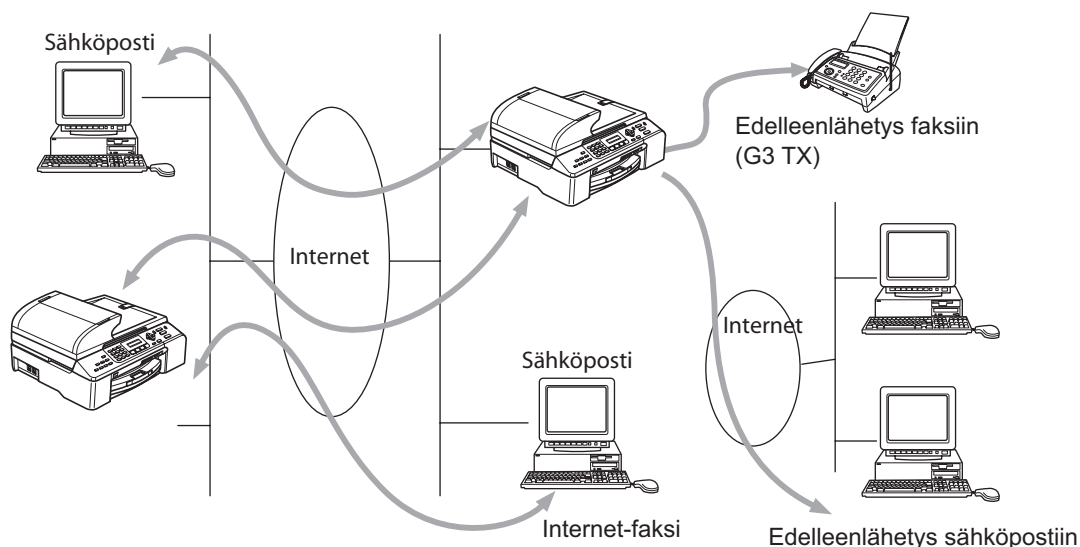 Sähköposti
Edelleenlähetys faksiin
(G3 TX)
Internet
Internet
Sähköposti
Internet-faksi
Edelleenlähetys sähköpostiin